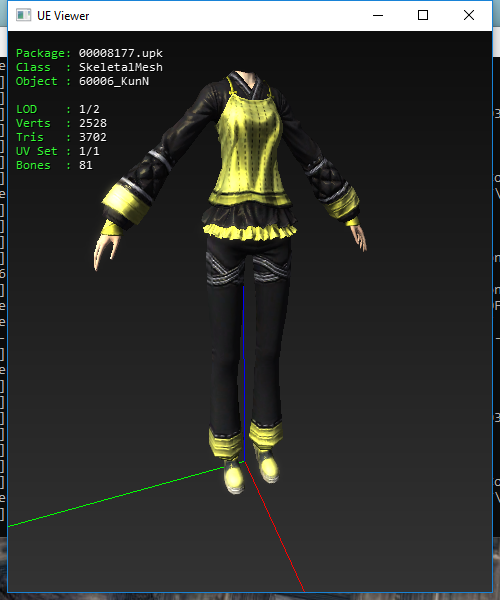 UE Viewer
Package: 00008177.upk
Class : SkeletalMesh
Object : 60006_KunN
LOD : 1/2
Verts : 2528
Tris : 3702
UV Set : 1/1
Bones : 81